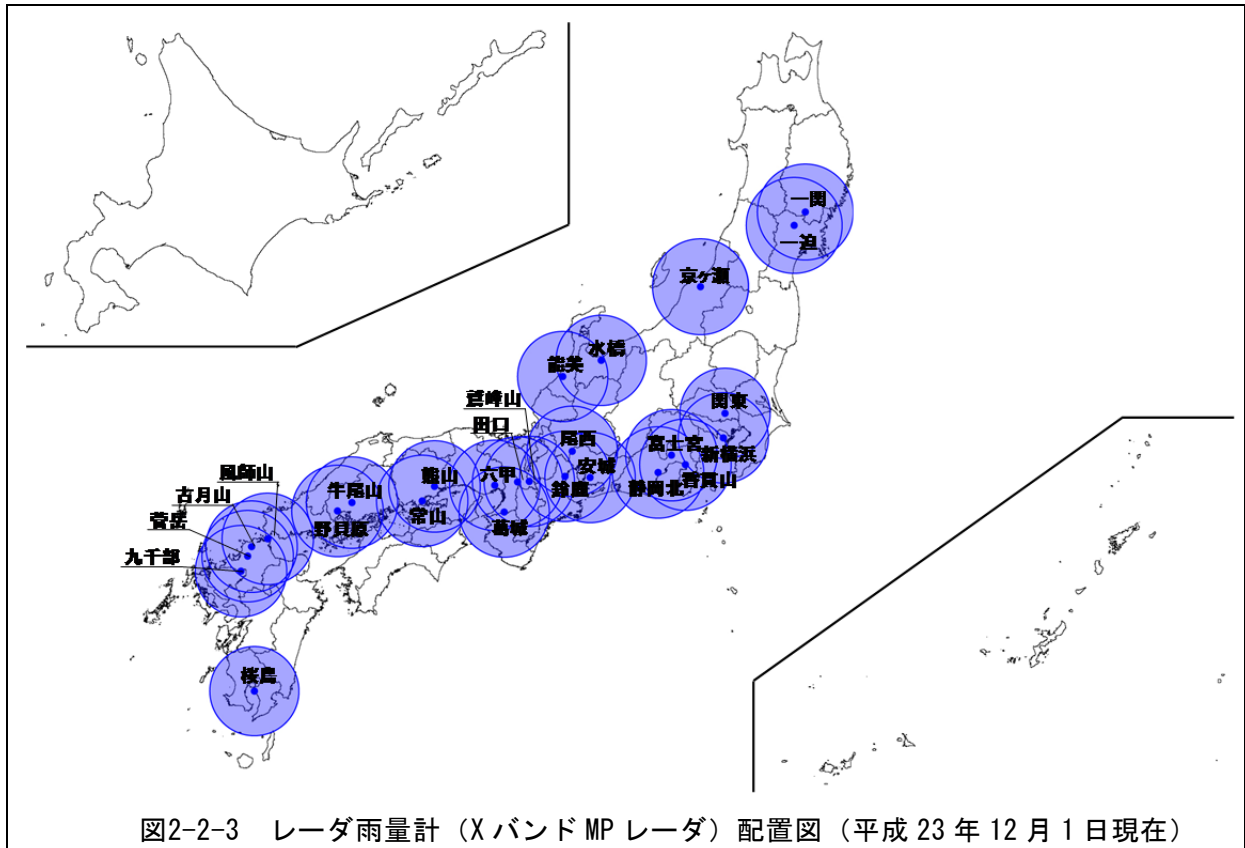 一関
一迫
京ヶ瀬
水橋
能美
鷲峰山
田口
尾西
関東
新横浜
富士宮
香貫山
静岡北
安城
鈴鹿
六甲
葛城
熊山
常山
牛尾山
野貝原
風師山
古月山
菅岳
九千部
桜島
図2-2-3 レーダ雨量計（XバンドMPレーダ）配置図（平成23年12月1日現在）